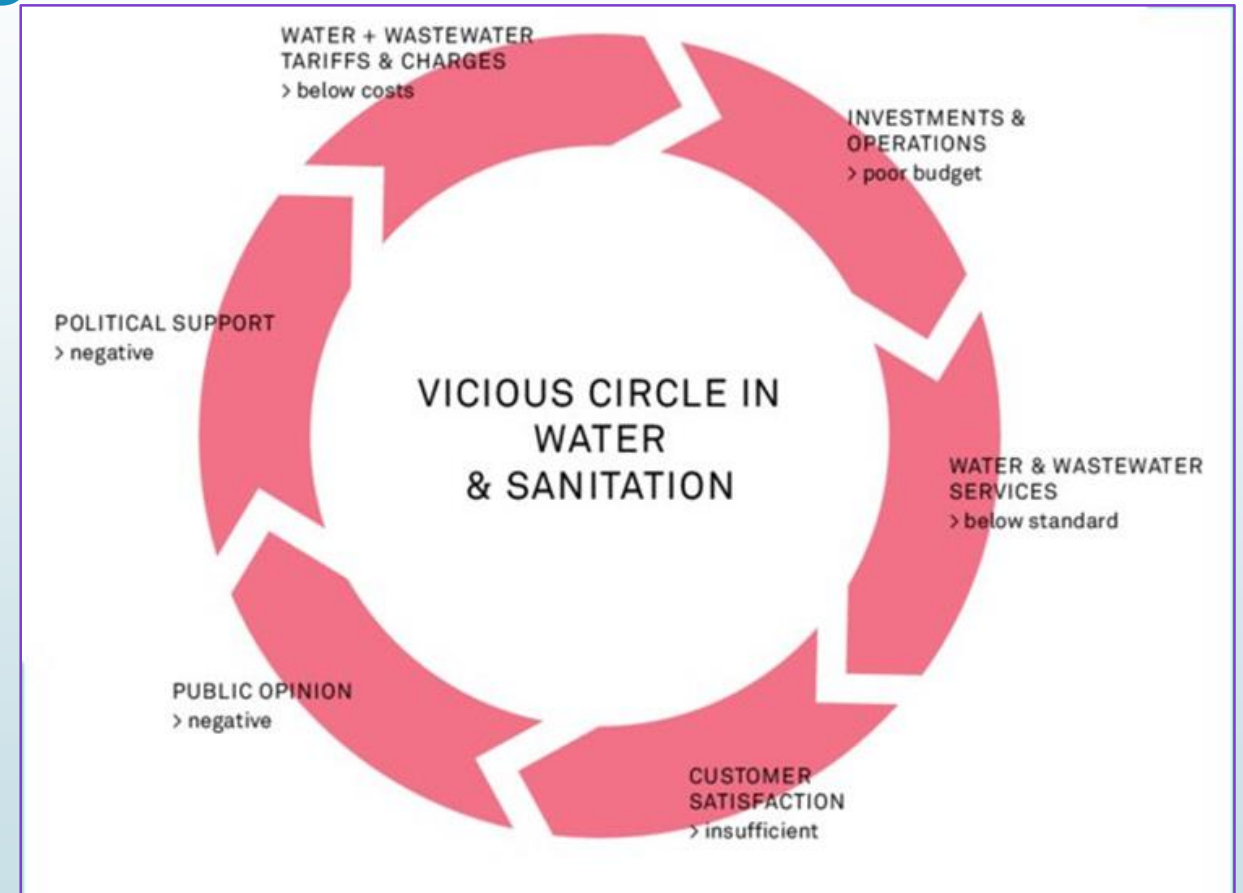 WATER + WASTEWATER
TARIFFS & CHARGES
> below costs
INVESTMENTS &
OPERATIONS
> poor budget
POLITICAL SUPPORT
> negative
VICIOUS CIRCLE IN
WATER
& SANITATION
WATER & WASTEWATER
SERVICES
> below standard
PUBLIC OPINION
> negative
CUSTOMER
SATISFACTION
> insufficient